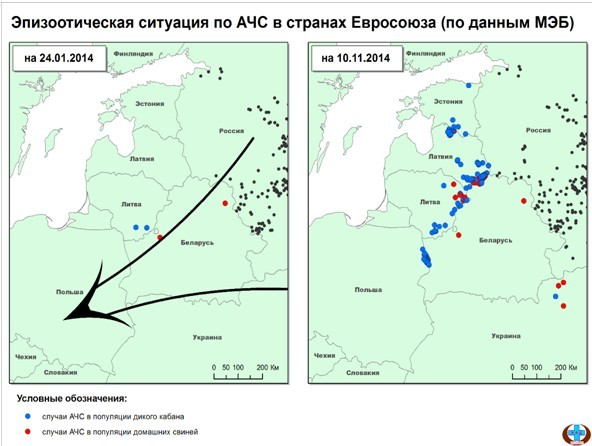 Эпизоотическая ситуация по АЧС в странах Евросоюза (по данным МЭБ)
на 24.01.2014
Финляндия
Эстония
Россия
Латвия
Литва
Беларусь
Польша
Украина
Чехия
Словакия
0 50 100 200 Км
на 10.11.2014
Финляндия
Эстония
Россия
Латвия
Литва
Беларусь
Польша
Украина
Чехия
Словакия
0 50 100 200 Км
Условные обозначения:
случаи АЧС в популяции дикого кабана
случаи АЧС в популяции домашних свиней